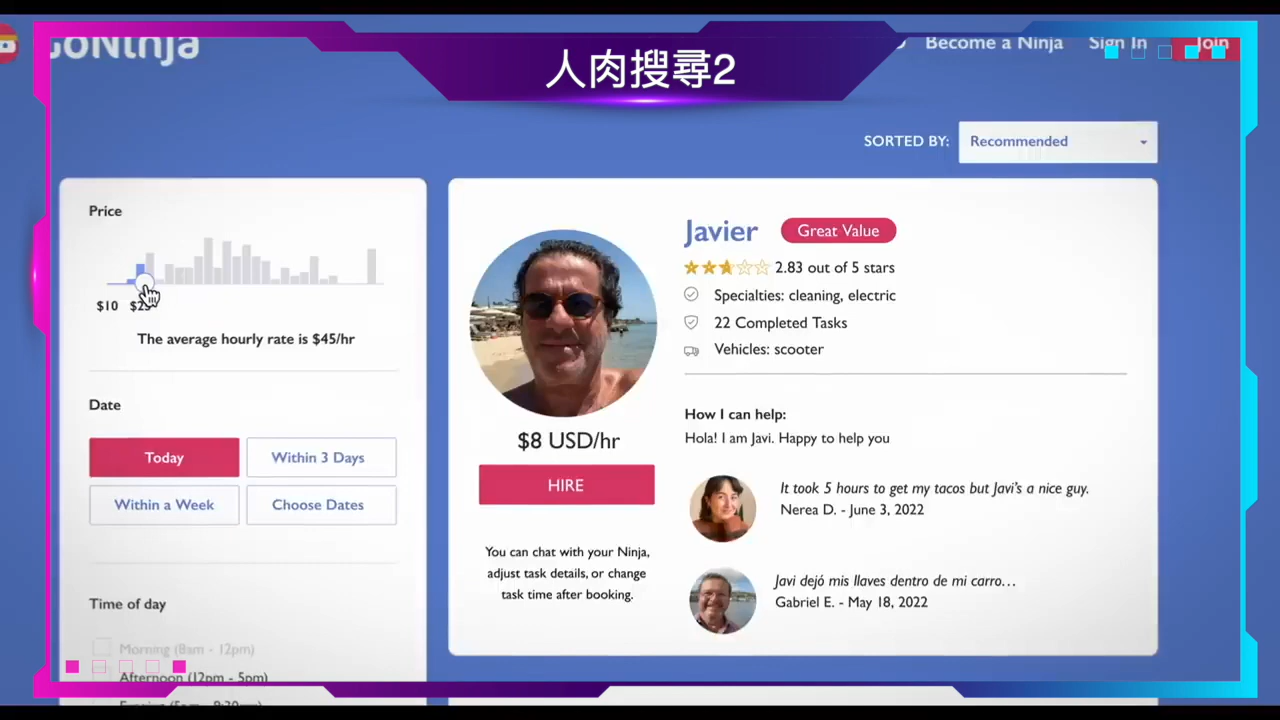 GoNinja
Become a Ninja
Sign In
Join
人肉搜尋2
SORTED BY:
Recommended
Price
$10
The average hourly rate is $45/hr
Date
Today
Within 3 Days
Within a Week
Choose Dates
Time of day
Morning (8am - 12pm)
Afternoon (12pm - 5pm)
Javier
Great Value
2.83 out of 5 stars
Specialties: cleaning, electric
22 Completed Tasks
Vehicles: scooter
$8 USD/hr
HIRE
You can chat with your Ninja,
adjust task details, or change
task time after booking.
How I can help:
Hola! I am Javi. Happy to help you
It took 5 hours to get my tacos but Javi's a nice guy.
Nerea D. - June 3, 2022
Javi dejó mis llaves dentro de mi carro…
Gabriel E. - May 18, 2022